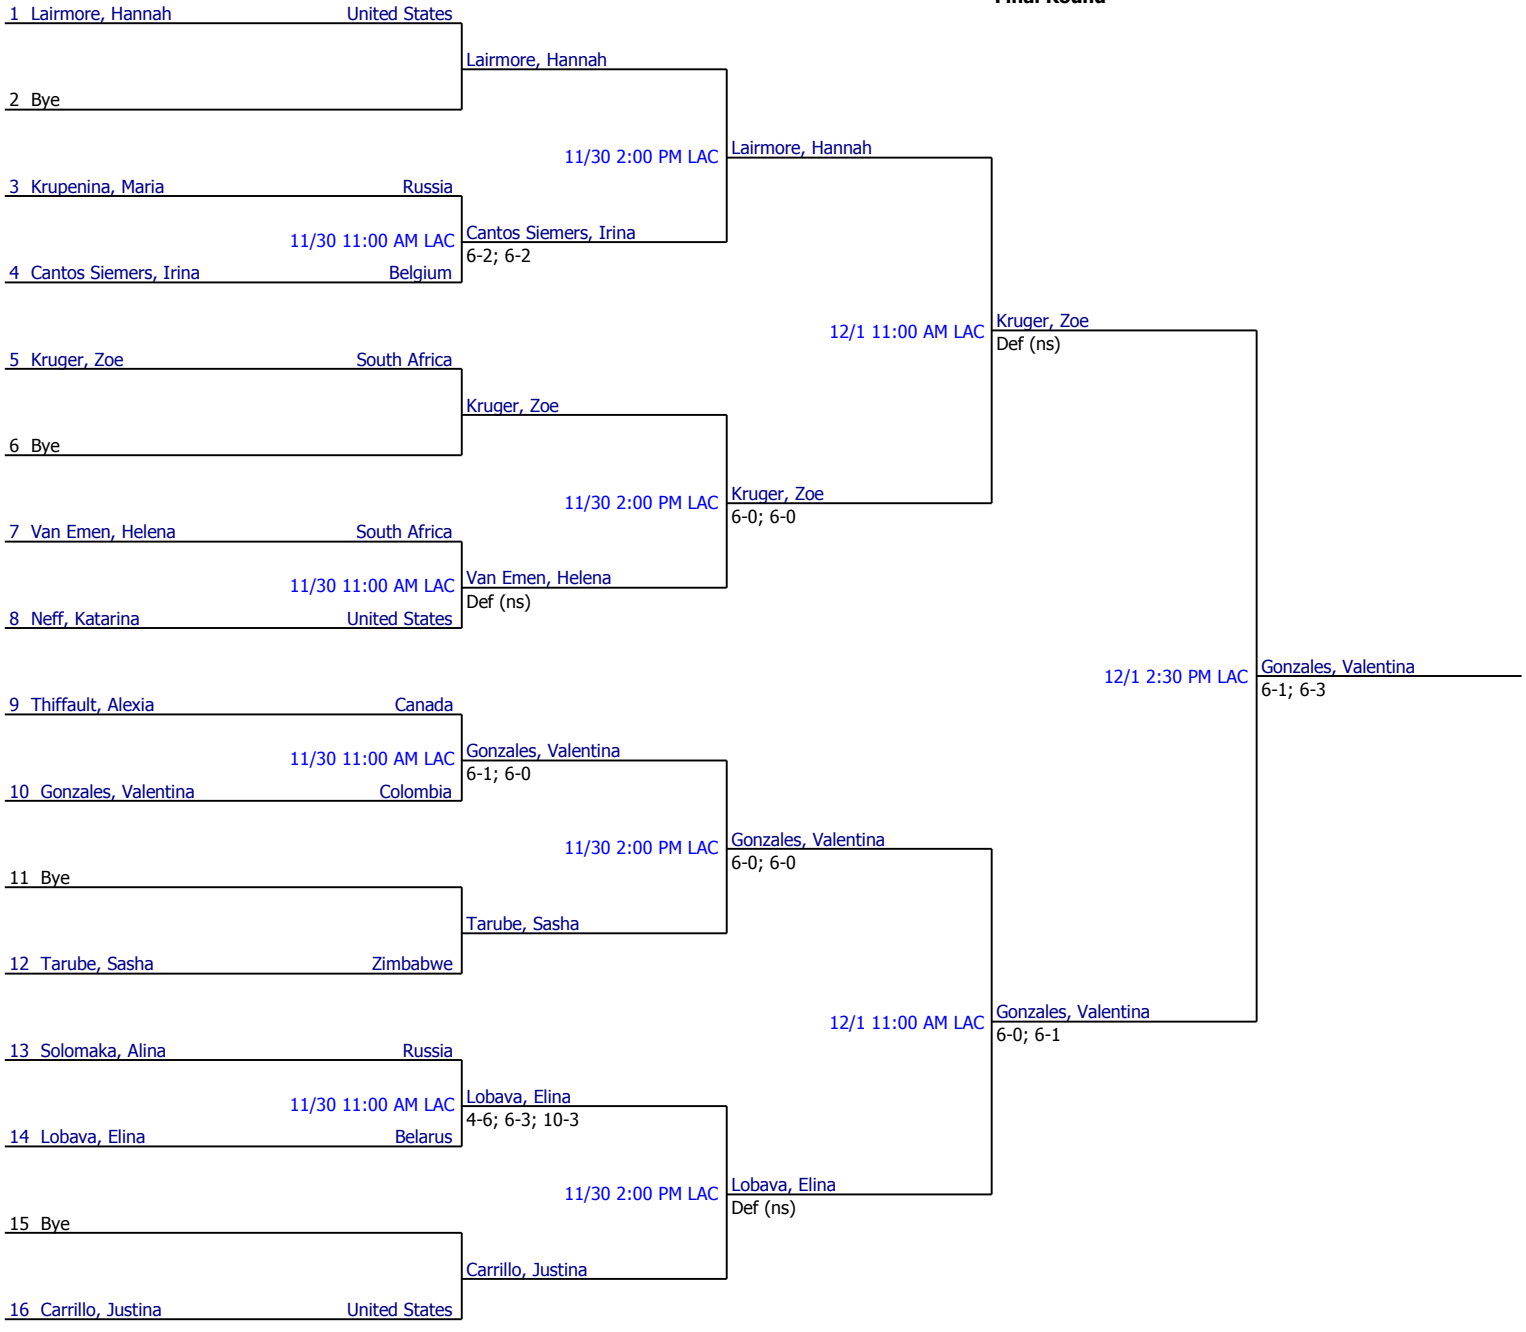 Final Round
1 Lairmore, Hannah United States
Lairmore, Hannah
2 Bye
11/30 2:00 PM LAC Lairmore, Hannah
3 Krupenina, Maria Russia
11/30 11:00 AM LAC Cantos Siemers, Irina
6-2; 6-2
4 Cantos Siemers, Irina Belgium
12/1 11:00 AM LAC Kruger, Zoe
Def (ns)
5 Kruger, Zoe South Africa
Kruger, Zoe
6 Bye
11/30 2:00 PM LAC Kruger, Zoe
6-0; 6-0
7 Van Emen, Helena South Africa
11/30 11:00 AM LAC Van Emen, Helena
Def (ns)
8 Neff, Katarina United States
12/1 2:30 PM LAC Gonzales, Valentina
6-1; 6-3
9 Thiffault, Alexia Canada
11/30 11:00 AM LAC Gonzales, Valentina
6-1; 6-0
10 Gonzales, Valentina Colombia
11/30 2:00 PM LAC Gonzales, Valentina
6-0; 6-0
11 Bye
Tarube, Sasha
12 Tarube, Sasha Zimbabwe
12/1 11:00 AM LAC Gonzales, Valentina
6-0; 6-1
13 Solomaka, Alina Russia
11/30 11:00 AM LAC Lobava, Elina
4-6; 6-3; 10-3
14 Lobava, Elina Belarus
11/30 2:00 PM LAC Lobava, Elina
Def (ns)
15 Bye
Carrillo, Justina
16 Carrillo, Justina United States